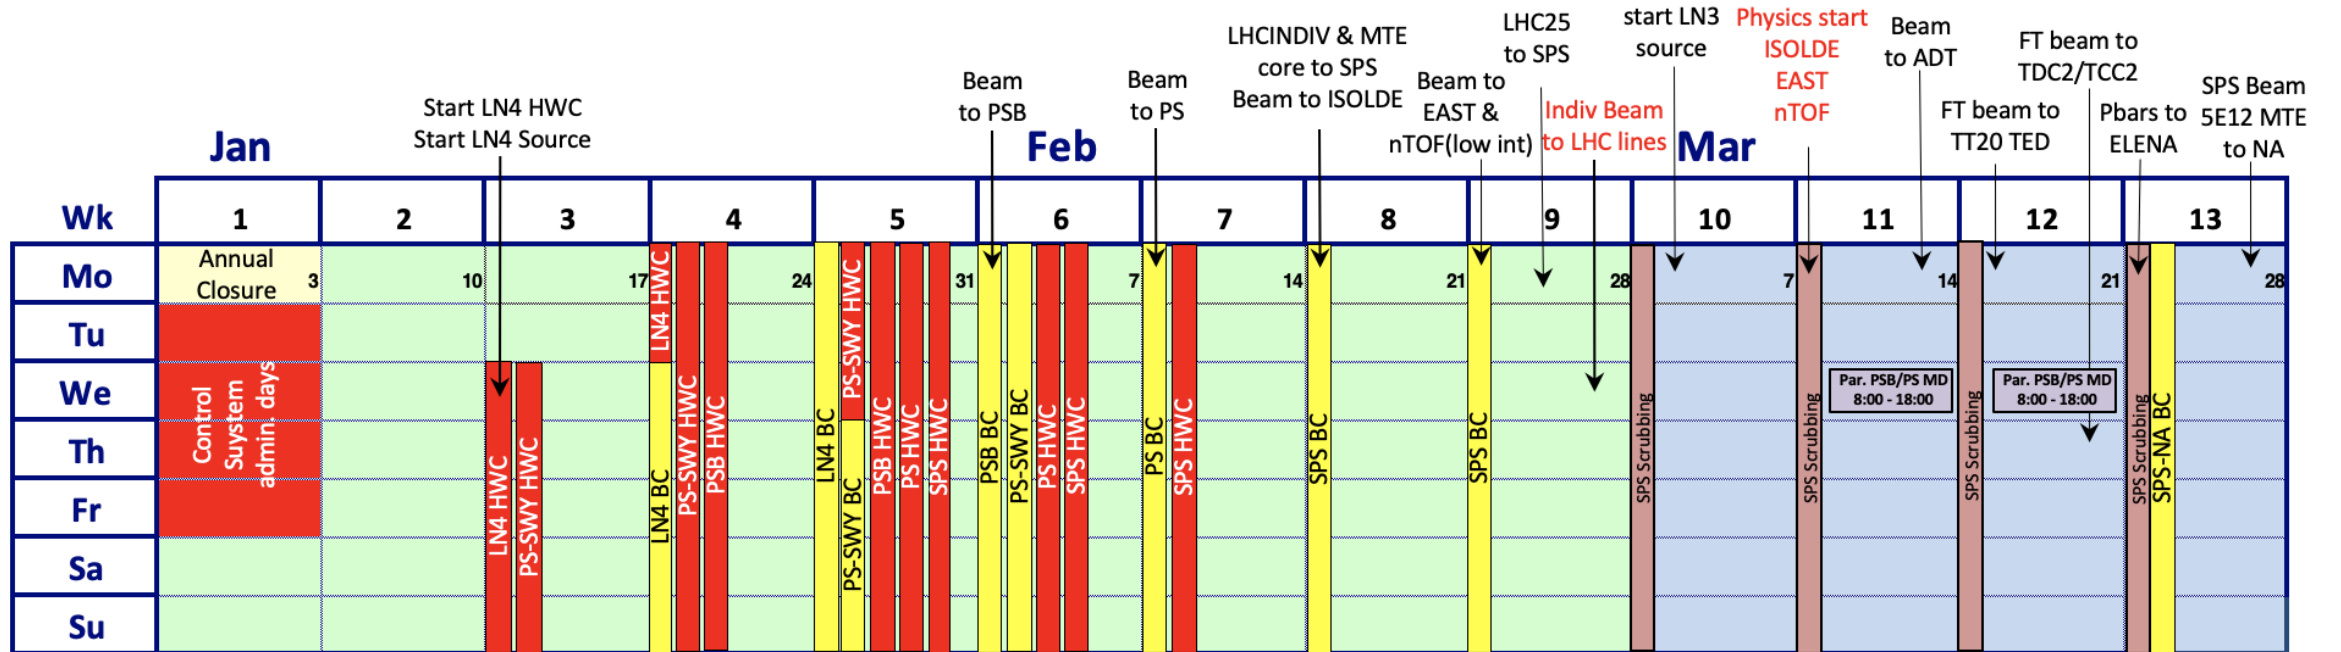 LHCINDIV & MTE
core to SPS
Beam to ISOLDE
LHC25
to SPS
start LN3
source
Physics start
ISOLDE
EAST
nTOF
Beam
to ADT
FT beam to
TDC2/TCC2
Start LN4 HWC
Start LN4 Source
Beam
to PSB
Beam
to PS
Beam to
EAST &
nTOF(low int)
Indiv Beam
to LHC lines
FT beam to
TT20 TED
Pbars to
ELENA
SPS Beam
5E12 MTE
to NA
Jan
Feb
Mar
Wk 1 2 3 4 5 6 7 8 9 10 11 12 13
Mo 3 10 17 24 31 7 14 21 28 7 14 21 28
Annual
Closure
Tu
We
Th
Fr
Sa
Su
Control
Suystem
admin. days
LN4 HWC
PS-SWY HWC
LN4 HWC
LN4 BC
PS-SWY HWC
PSB HWC
LN4 BC
PS-SWY HWC
PS-SWY BC
PSB HWC
PS HWC
SPS HWC
PSB BC
PS-SWY BC
PS HWC
SPS HWC
PS BC
SPS HWC
SPS BC
SPS BC
SPS Scrubbing
SPS Scrubbing
Par. PSB/PS MD
8:00 - 18:00
SPS Scrubbing
Par. PSB/PS MD
8:00 - 18:00
SPS Scrubbing
SPS-NA BC